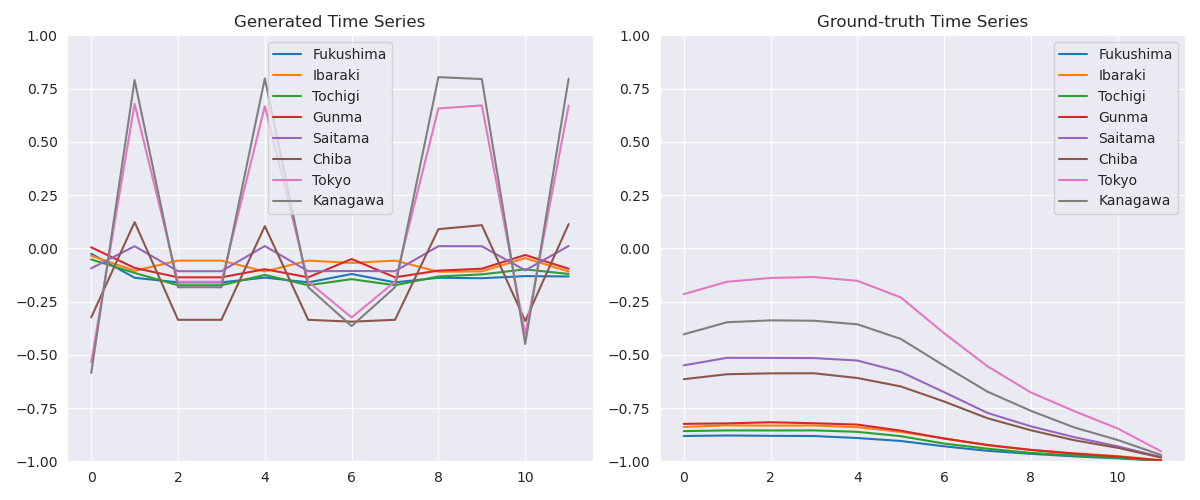 Generated Time Series
1.00
0.75
0.50
0.25
0.00
−0.25
−0.50
−0.75
−1.00
0
2
4
6
8
10
Fukushima
Ibaraki
Tochigi
Gunma
Saitama
Chiba
Tokyo
Kanagawa
Ground-truth Time Series
1.00
0.75
0.50
0.25
0.00
−0.25
−0.50
−0.75
−1.00
0
2
4
6
8
10
Fukushima
Ibaraki
Tochigi
Gunma
Saitama
Chiba
Tokyo
Kanagawa